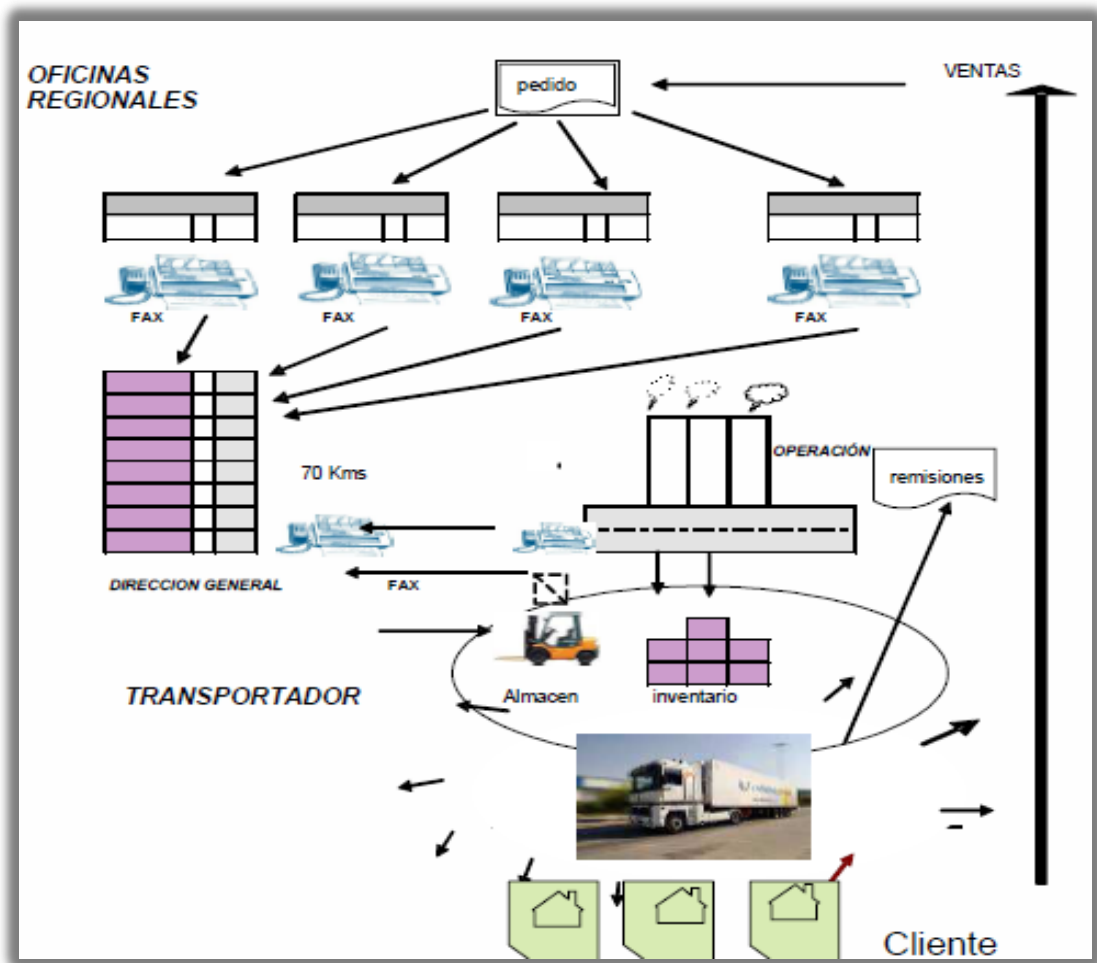 OFICINAS
REGIONALES
pedido
VENTAS
FAX
FAX
FAX
FAX
OPERACIÓN
remisiones
70 Kms
DIRECCION GENERAL
FAX
TRANSPORTADOR
Almacen
inventario
Cliente